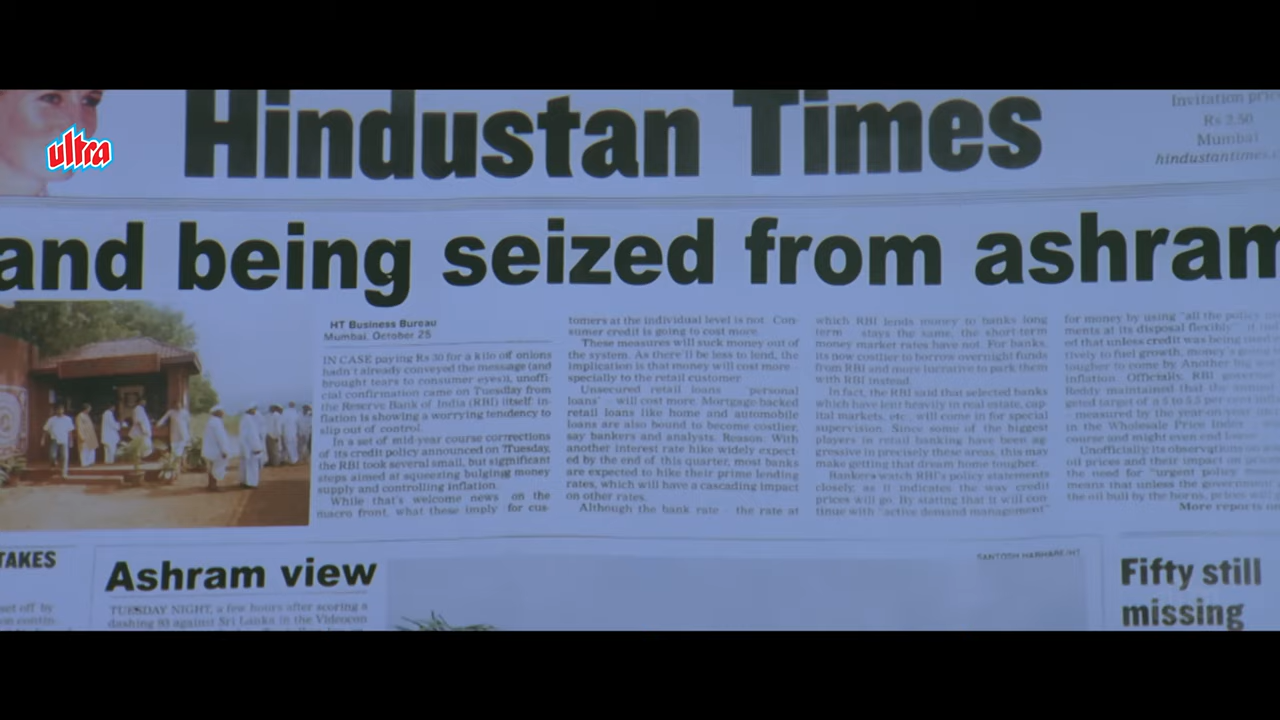 ultra
Hindustan Times
Rs 2.50
Mumbai
and being seized from ashram
HT Business Bureau
Mumbai, October 25
IN CASE paying Rs 30 for a kilo of onions
hadn't already conveyed the message (and
brought tears to consumer eyes), unoffi-
cial confirmation came on Tuesday from
the Reserve Bank of India (RBI) itself: in-
flation is showing a worrying tendency to
slip out of control.
In a set of mid-year course corrections
of its credit policy announced on Tuesday,
the RBI took several small, but significant
steps aimed at squeezing bulging money
supply and controlling inflation.
While that's welcome news on the
macro front, what these imply for cus-
tomers at the individual level is not. Con-
sumer credit is going to cost more.
These measures will suck money out of
the system. As there'll be less to lend, the
implication is that money will cost more -
specially to the retail customer.
Unsecured retail loans - personal
loans' - will cost more. Mortgage-backed
retail loans like home and automobile
loans are also bound to become costlier,
say bankers and analysts. Reason: With
another interest rate hike widely expect-
ed by the end of this quarter, most banks
are expected to hike their prime lending
rates, which will have a cascading impact
on other rates.
Although the bank rate - the rate at
which RBI lends money to banks long
term - stays the same, the short-term
money market rates have not. For banks,
its now costlier to borrow overnight funds
from RBI and more lucrative to park them
with RBI instead.
In fact, the RBI said that selected banks
which have lent heavily in real estate, cap-
ital markets, etc., will come in for special
supervision. Since some of the biggest
players in retail banking have been ag-
gressive in precisely these areas, this may
make getting that dream home tougher.
Bankers watch RBI's policy statements
closely, as it indicates the way credit
prices will go. By stating that it will con-
tinue with "active demand management"
for money by using "all the policy
ments at its disposal flexibly"
ed that unless credit was being used
tively to fuel growth, money
tougher to come by. Another big
inflation. Officially, RBI
Reddy maintained that the
geted target of a 5 to 5.5 per cent
measured by the year-on-year
in the Wholesale Price Index
course and might even end lower.
Unofficially, its observations on
oil prices and their impact on
the need for "urgent policy
means that unless the government
the oil bull by the horns, prices will
More reports on
TAKES
set off by
Ashram view
TUESDAY NIGHT, a few hours after scoring a
dashing 93 against Sri Lanka in the Videocon
SANTOSH HARHARE/HT
Fifty still
missing